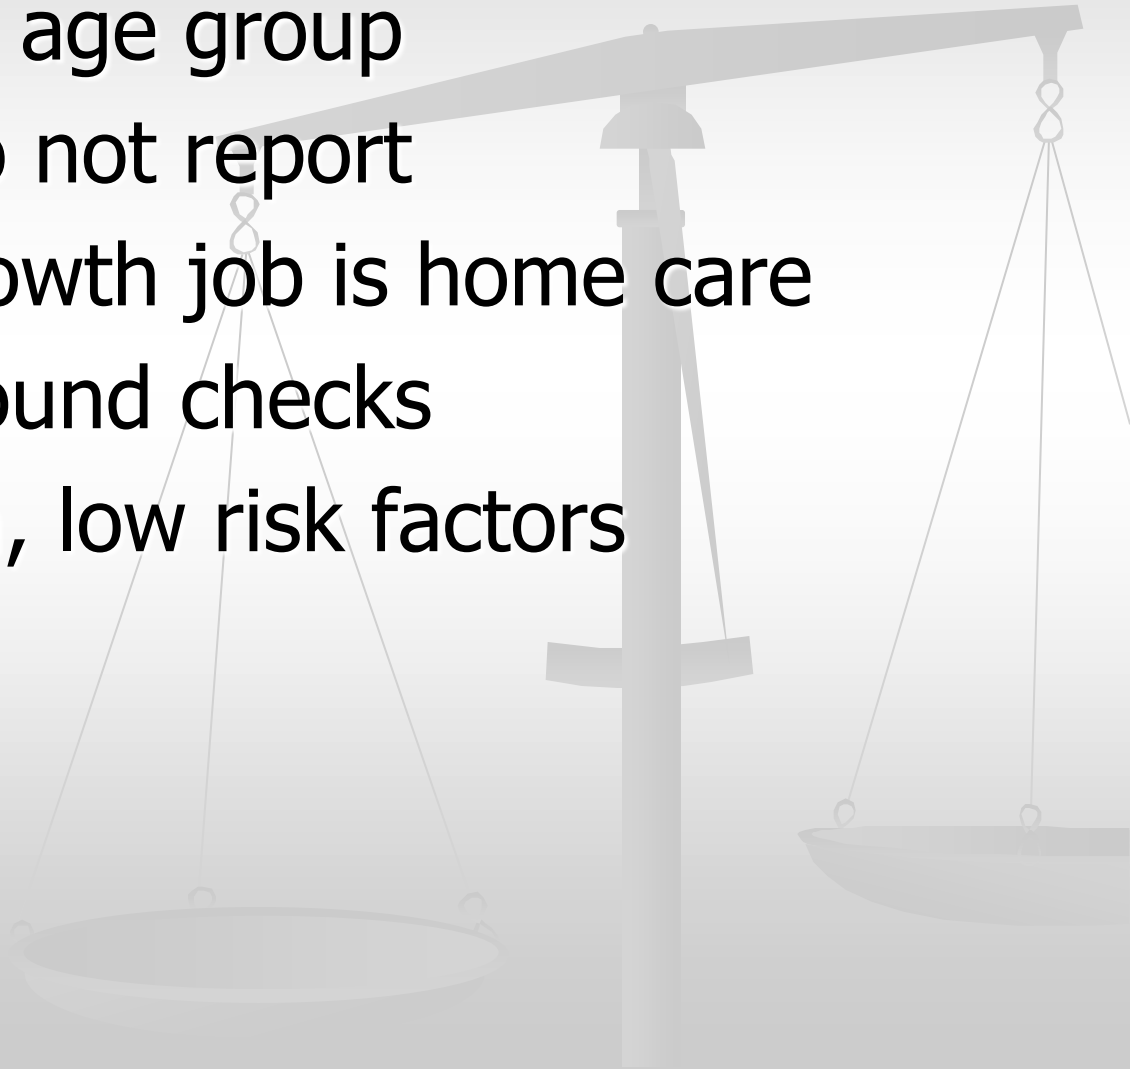 age group
not report
owth job is home care
ound checks
, low risk factors